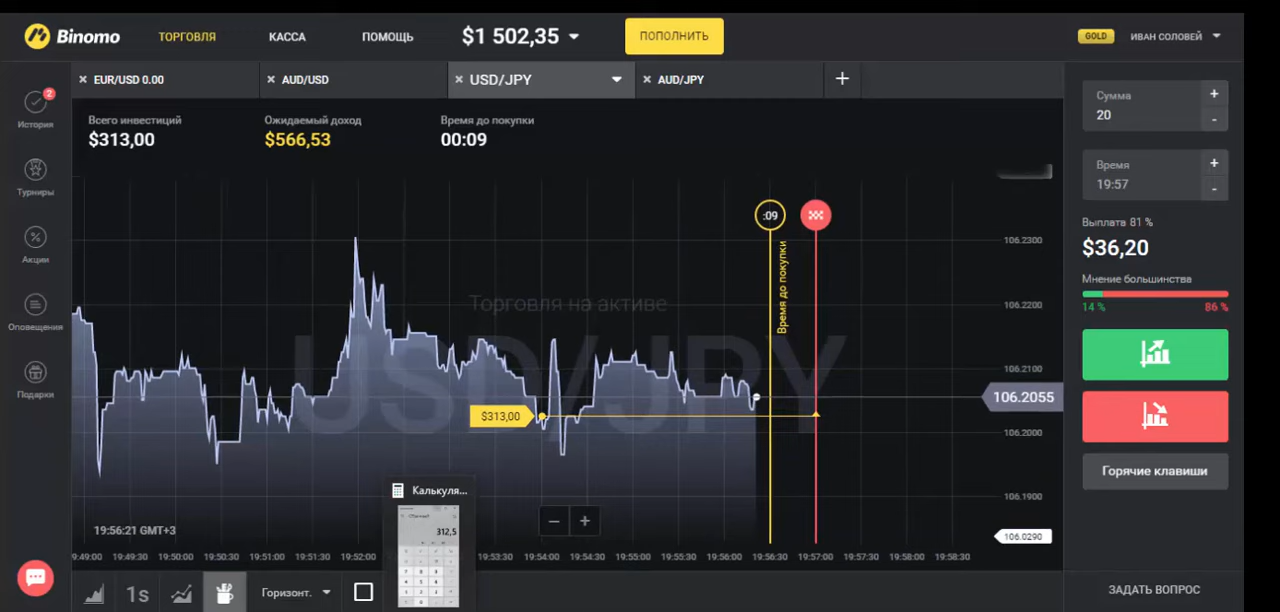 Binomo
ТОРГОВЛЯ
КАССА
ПОМОЩЬ
$1 502,35
ПОПОЛНИТЬ
GOLD
ИВАН СОЛОВЕЙ
EUR/USD 0.00
AUD/USD
USD/JPY
AUD/JPY
+
2
История
Турниры
Акции
Оповещения
Подарки
Всего инвестиций
$313,00
Ожидаемый доход
$566,53
Время до покупки
00:09
:09
Время до покупки
Торговля на активе
USD/JPY
$313,00
106.2300
106.2200
106.2100
106.2055
106.2000
106.1900
106.0290
Сумма
20
+
-
Время
19:57
+
-
Выплата 81 %
$36,20
Мнение большинства
14 %
86 %
Горячие клавиши
Калькуля...
312,5
19:56:21 GMT+3
− +
9:49:00 19:49:30 19:50:00 19:50:30 19:51:00 19:51:30 19:52:00 19:53:30 19:54:00 19:54:30 19:55:00 19:55:30 19:56:00 19:56:30 19:57:00 19:57:30 19:58:00 19:58:30
1s
Горизонт.
ЗАДАТЬ ВОПРОС